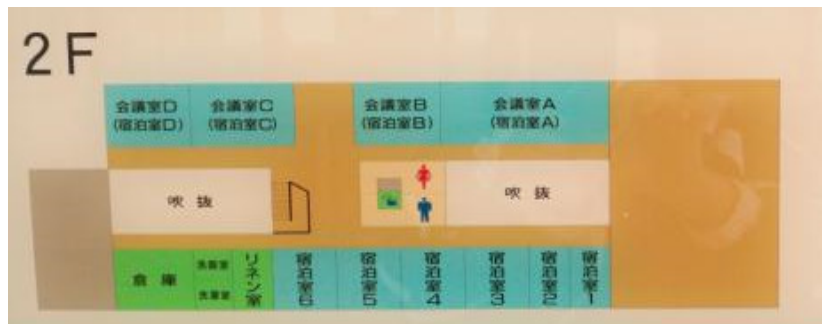 2F
会議室D
(宿泊室D)
会議室C
(宿泊室C)
会議室B
(宿泊室B)
会議室A
(宿泊室A)
吹抜
吹抜
倉庫
リネン室
宿泊室6
宿泊室5
宿泊室4
宿泊室3
宿泊室2
宿泊室1